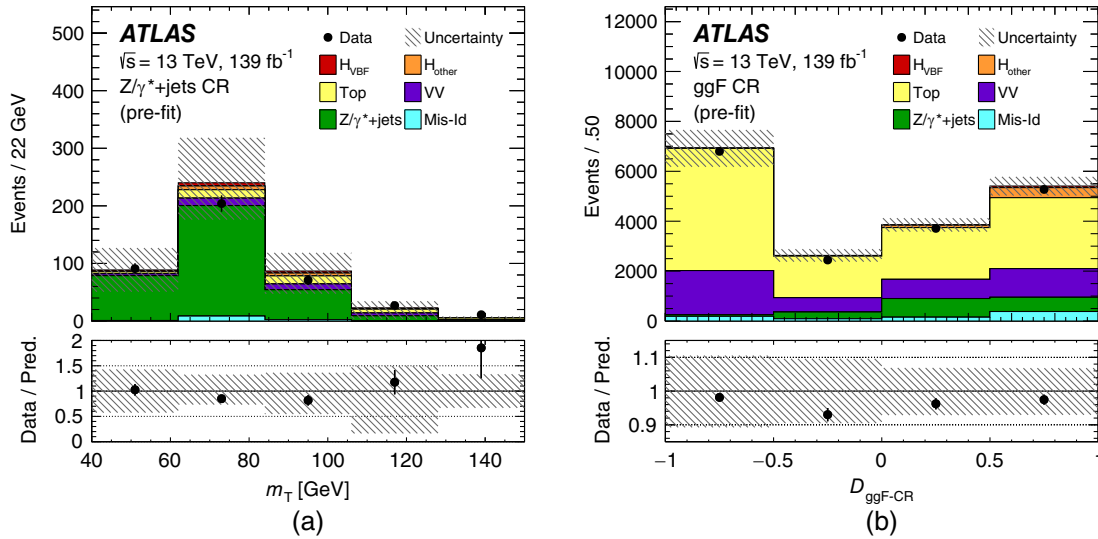 ATLAS
√s = 13 TeV, 139 fb⁻¹
Z/γ*+jets CR
(pre-fit)
Data
Uncertainty
H_VBF
H_other
Top
VV
Z/γ*+jets
Mis-Id
Events / 22 GeV
500
400
300
200
100
0
Data / Pred.
2
1.5
1
0.5
0
40 60 80 100 120 140
m_T [GeV]
(a)
ATLAS
√s = 13 TeV, 139 fb⁻¹
ggF CR
(pre-fit)
Data
Uncertainty
H_VBF
H_other
Top
VV
Z/γ*+jets
Mis-Id
Events / .50
12000
10000
8000
6000
4000
2000
0
Data / Pred.
1.1
1
0.9
−1 −0.5 0 0.5 1
D_ggF-CR
(b)